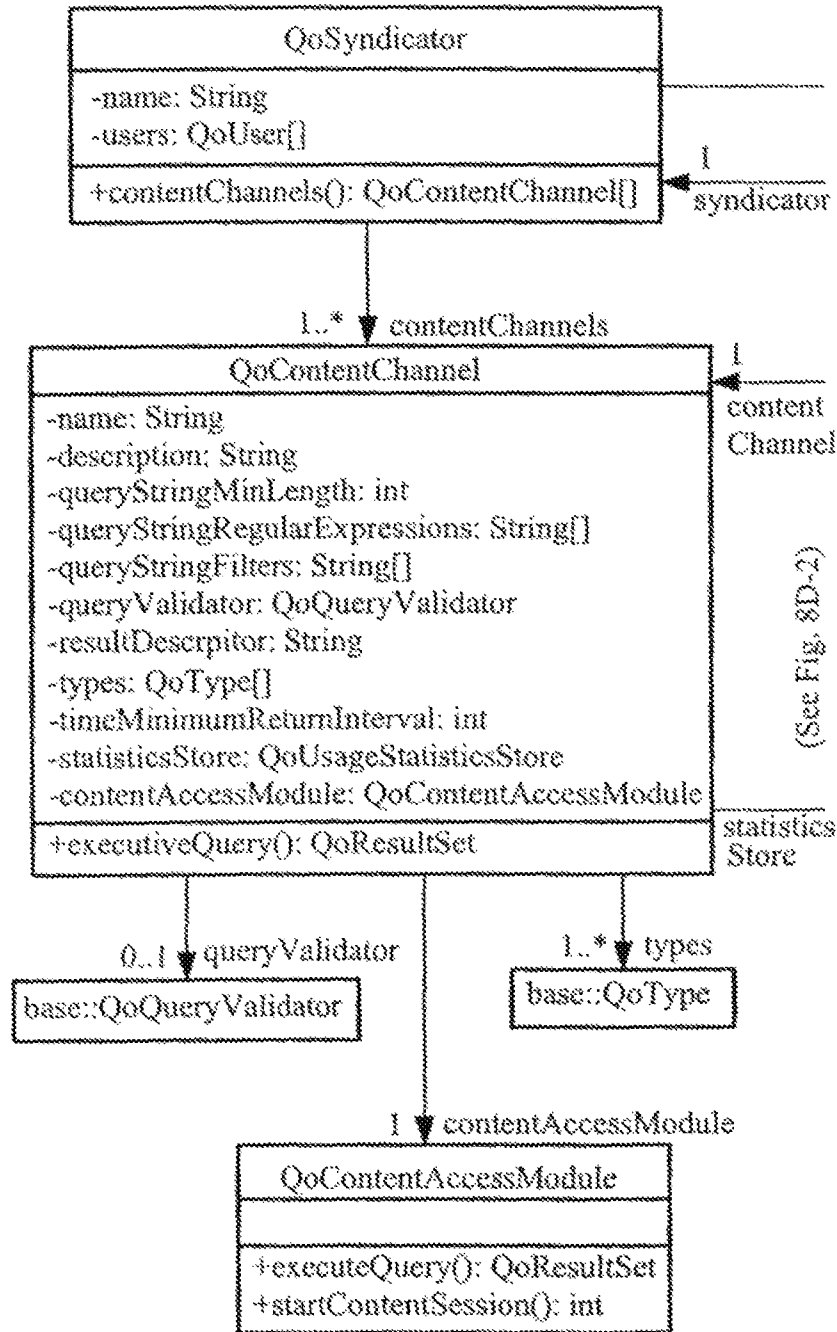 QoSyndicator
-name: String
-users: QoUser[]
+contentChannels(): QoContentChannel[]
1
syndicator
1..* contentChannels
QoContentChannel
-name: String
-description: String
-queryStringMinLength: int
-queryStringRegularExpressions: String[]
-queryStringFilters: String[]
-queryValidator: QoQueryValidator
-resultDescrpitor: String
-types: QoType[]
-timeMinimumReturnInterval: int
-statisticsStore: QoUsageStatisticsStore
-contentAccessModule: QoContentAccessModule
+executiveQuery(): QoResultSet
1
content
Channel
(See Fig. 8D-2)
statistics
Store
0..1 queryValidator
base::QoQueryValidator
1..* types
base::QoType
1 contentAccessModule
QoContentAccessModule
+executeQuery(): QoResultSet
+startContentSession(): int